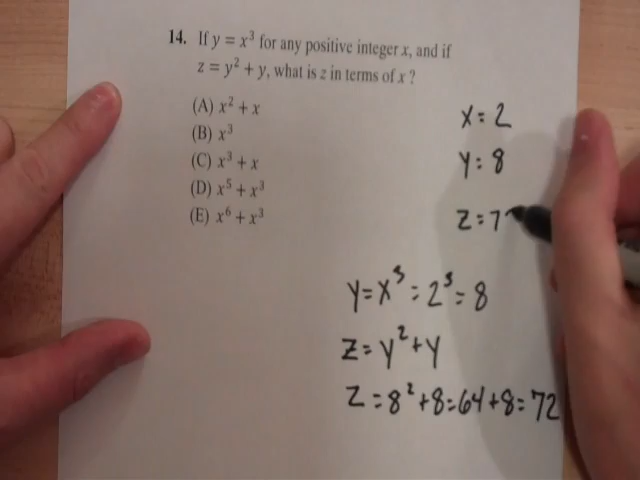 14. If y = x³ for any positive integer x, and if
z = y² + y, what is z in terms of x ?
(A) x² + x
(B) x³
(C) x³ + x
(D) x⁵ + x³
(E) x⁶ + x³
x = 2
y = 8
z = 7
y = x³ = 2³ = 8
z = y² + y
z = 8² + 8 = 64 + 8 = 72